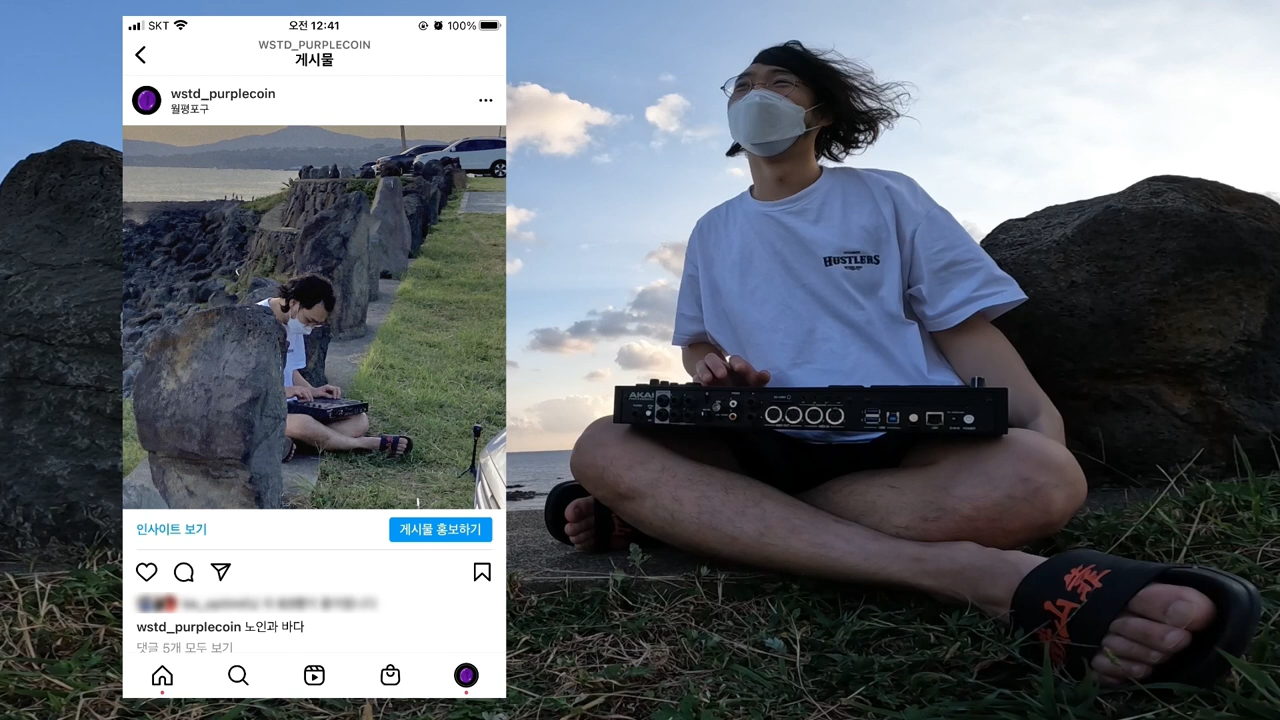 SKT 오전 12:41 100%
WSTD_PURPLECOIN
게시물
wstd_purplecoin
월평포구
인사이트 보기
게시물 홍보하기
wstd_purplecoin 노인과 바다
댓글 5개 모두 보기
HUSTLERS
AKAI